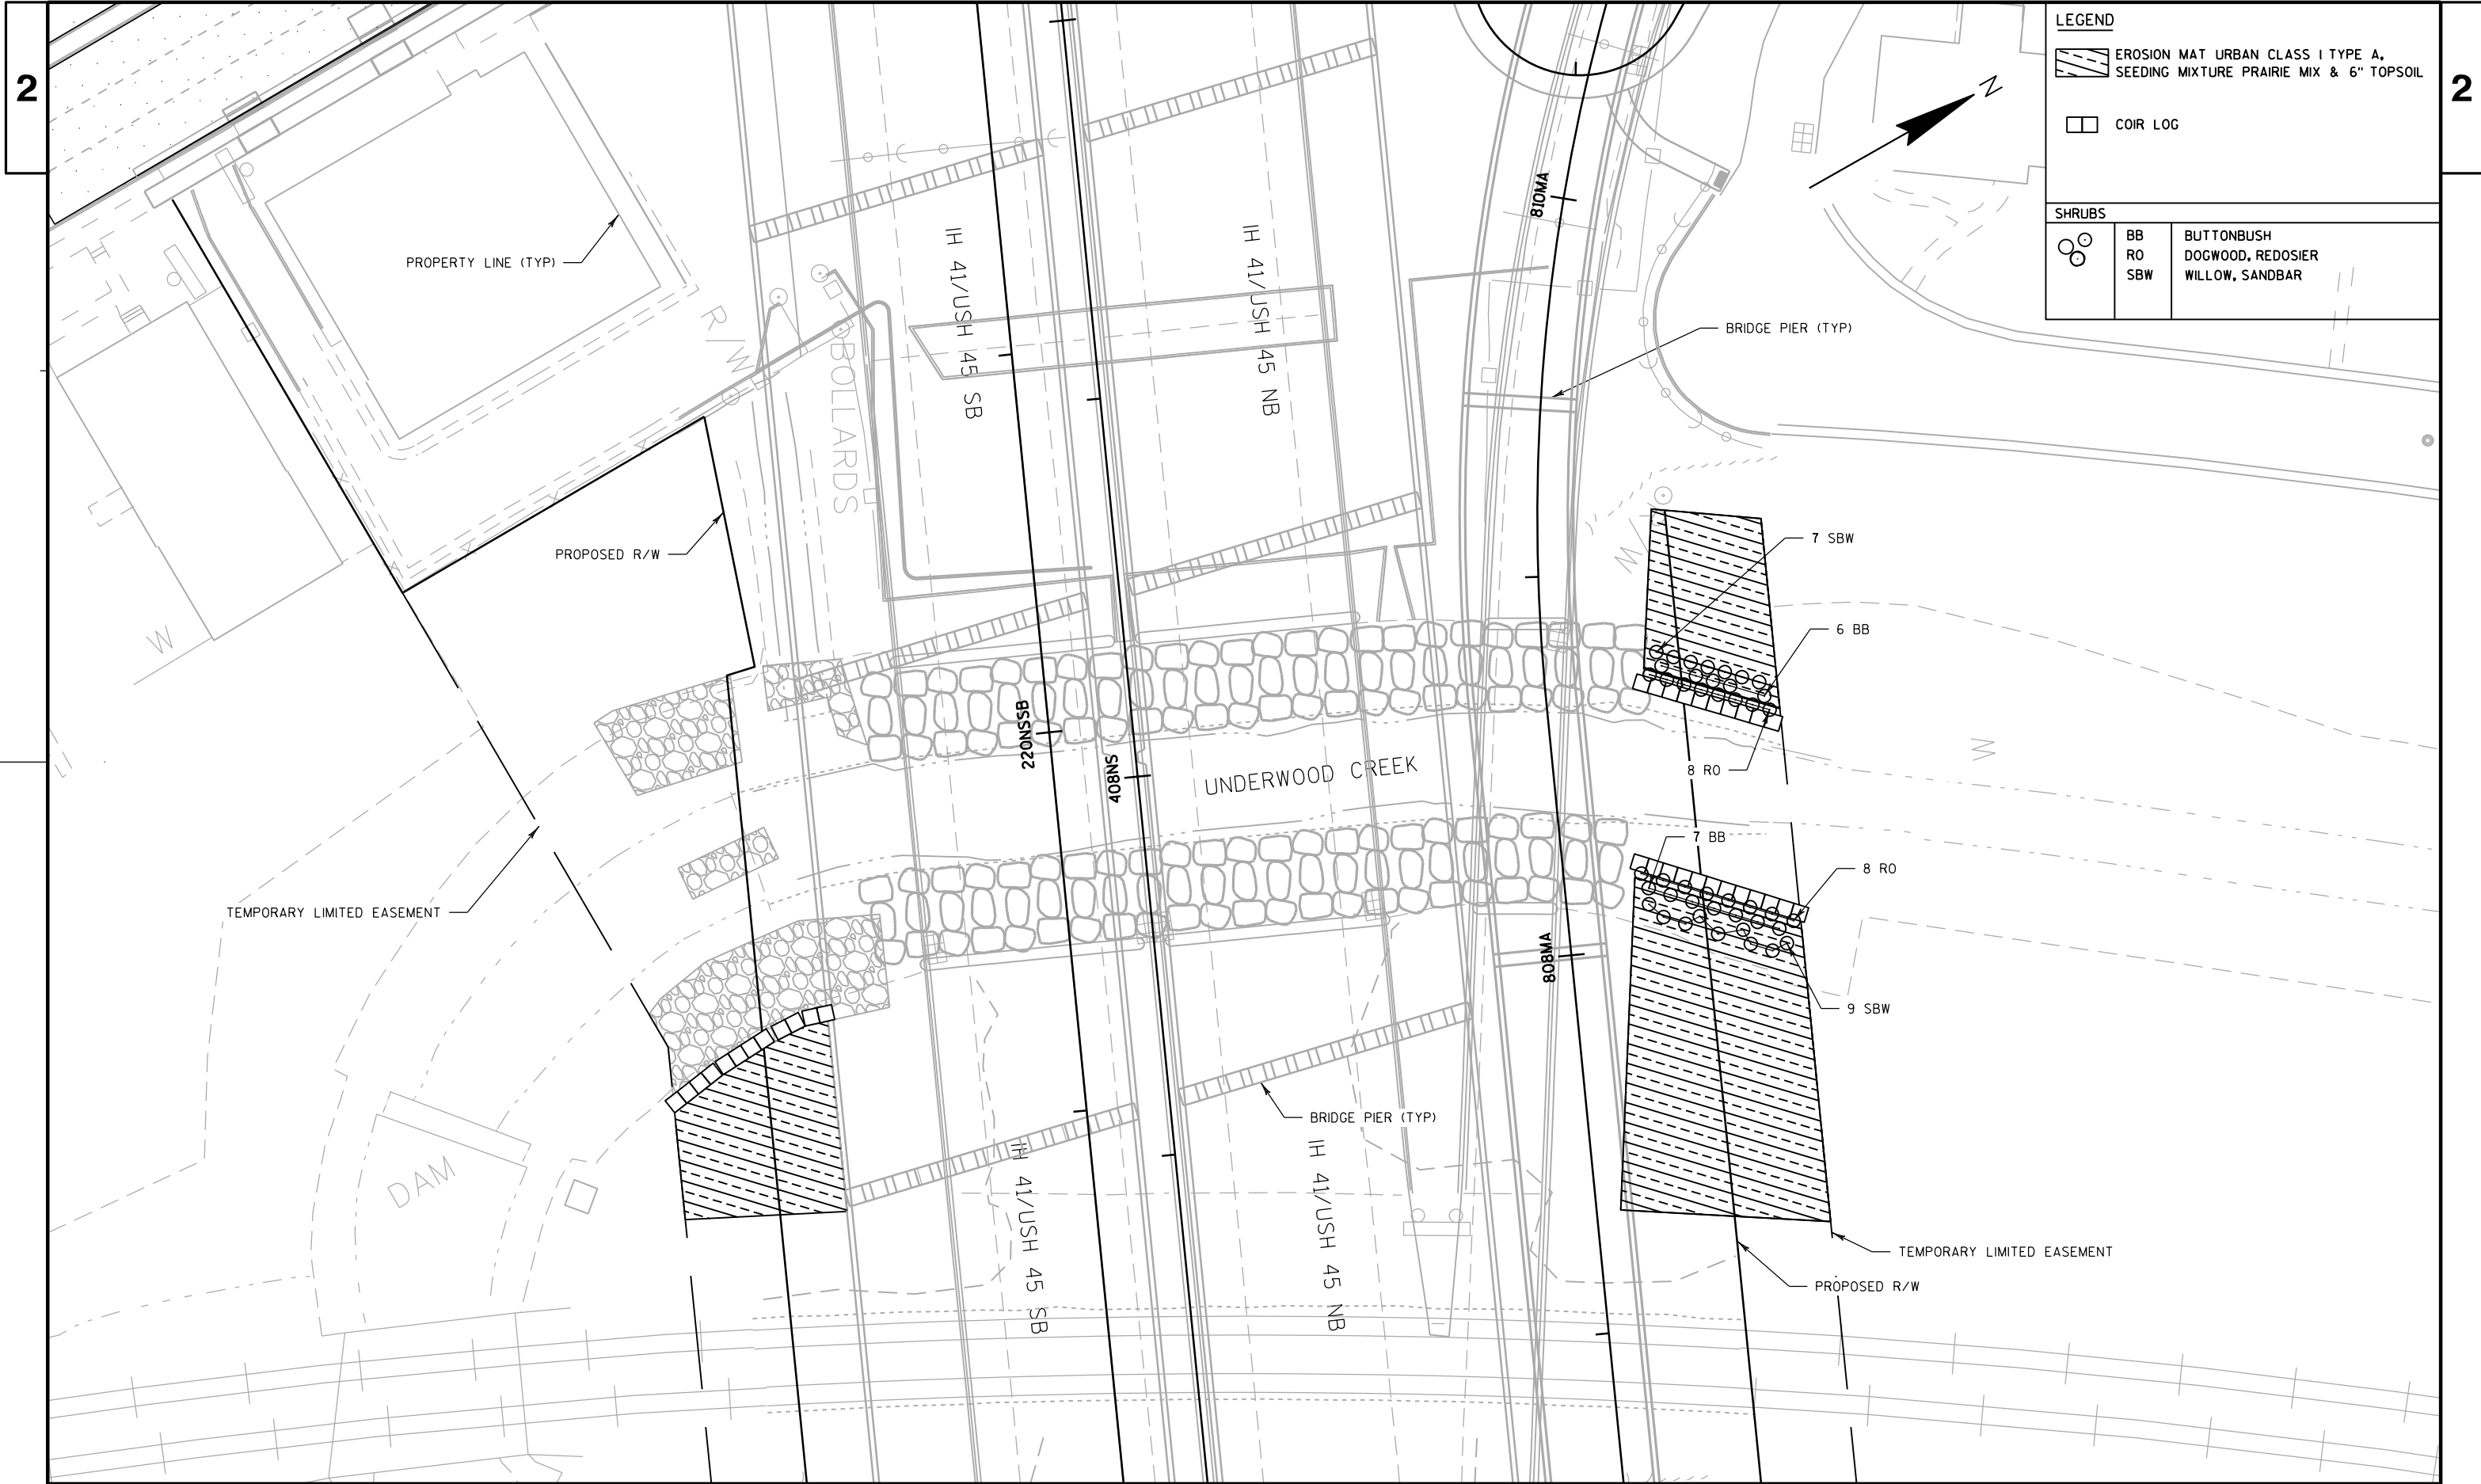 2
2
LEGEND
EROSION MAT URBAN CLASS I TYPE A,
SEEDING MIXTURE PRAIRIE MIX & 6" TOPSOIL
COIR LOG
SHRUBS
BB BUTTONBUSH
RO DOGWOOD, REDOSIER
SBW WILLOW, SANDBAR
N
PROPERTY LINE (TYP)
R/W
BOLLARDS
IH 41/USH 45 SB
IH 41/USH 45 NB
810MA
BRIDGE PIER (TYP)
PROPOSED R/W
7 SBW
6 BB
W
W
W
220NSSB
408NS
UNDERWOOD CREEK
8 RO
7 BB
8 RO
TEMPORARY LIMITED EASEMENT
808MA
9 SBW
BRIDGE PIER (TYP)
DAM
IH 41/USH 45 SB
IH 41/USH 45 NB
TEMPORARY LIMITED EASEMENT
PROPOSED R/W